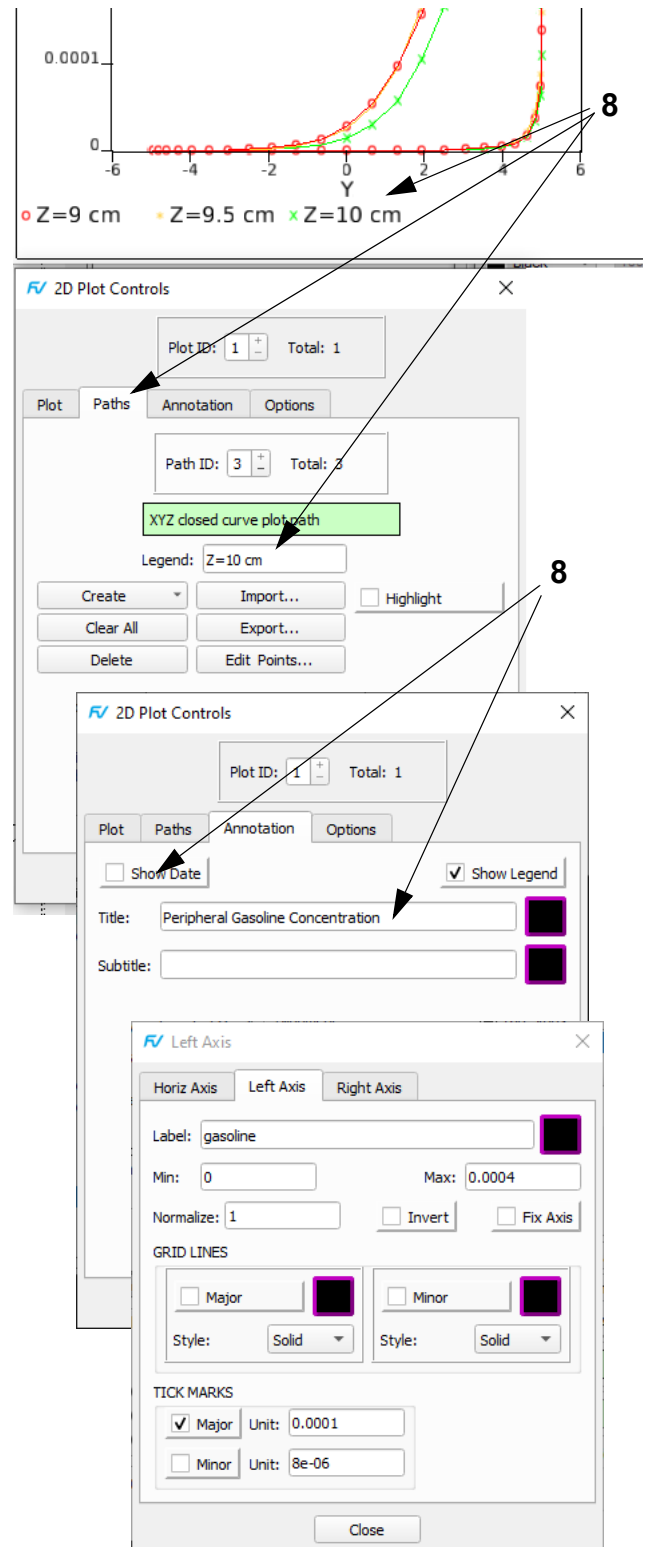 0.0001
8
0
-6 -4 -2 0 2 4 6
Y
Z=9 cm Z=9.5 cm Z=10 cm
2D Plot Controls
Plot ID: 1 Total: 1
Plot Paths Annotation Options
Path ID: 3 Total: 3
XYZ closed curve plot path
Legend: Z=10 cm
8
Create Import... Highlight
Clear All Export...
Delete Edit Points...
2D Plot Controls
Plot ID: 1 Total: 1
Plot Paths Annotation Options
Show Date Show Legend
Title: Peripheral Gasoline Concentration
Subtitle:
Left Axis
Horiz Axis Left Axis Right Axis
Label: gasoline
Min: 0 Max: 0.0004
Normalize: 1 Invert Fix Axis
GRID LINES
Major Minor
Style: Solid Style: Solid
TICK MARKS
Major Unit: 0.0001
Minor Unit: 8e-06
Close